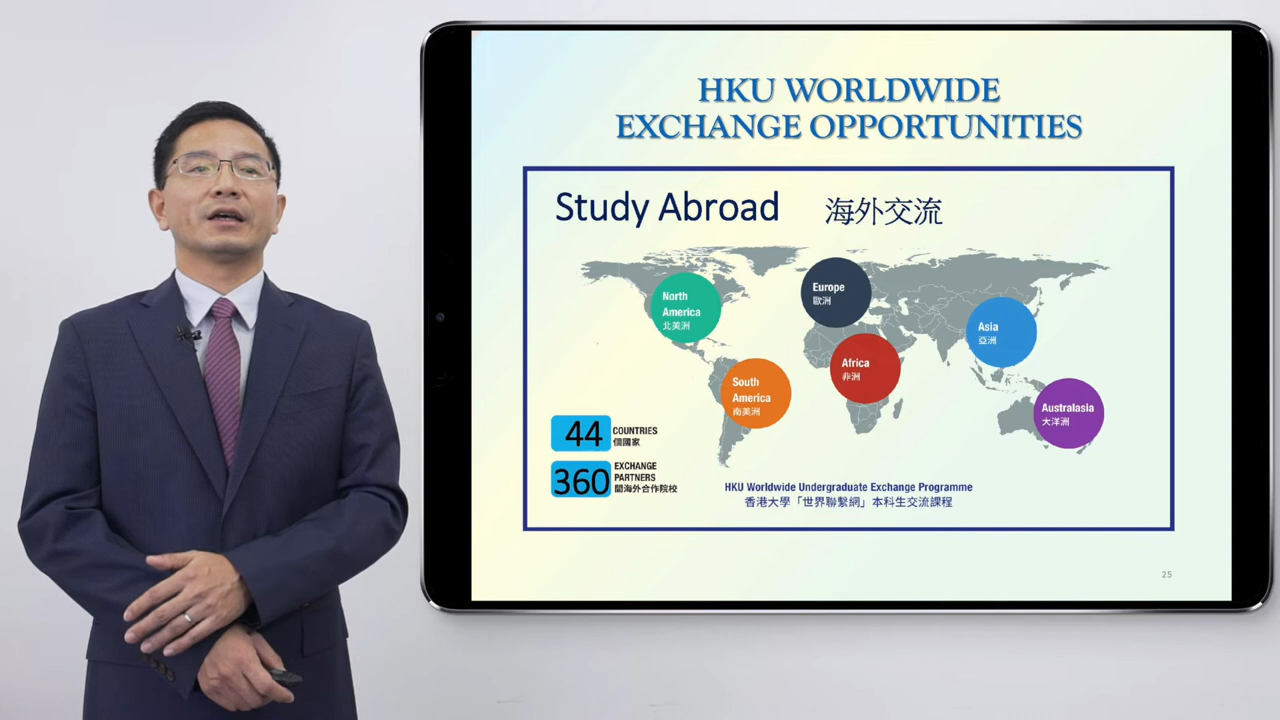 HKU WORLDWIDE
EXCHANGE OPPORTUNITIES
Study Abroad 海外交流
North
America
北美洲
Europe
歐洲
Asia
亞洲
Africa
非洲
South
America
南美洲
Australasia
大洋洲
44 COUNTRIES
個國家
360 EXCHANGE
PARTNERS
間海外合作院校
HKU Worldwide Undergraduate Exchange Programme
香港大學「世界聯繫網」本科生交流課程
25